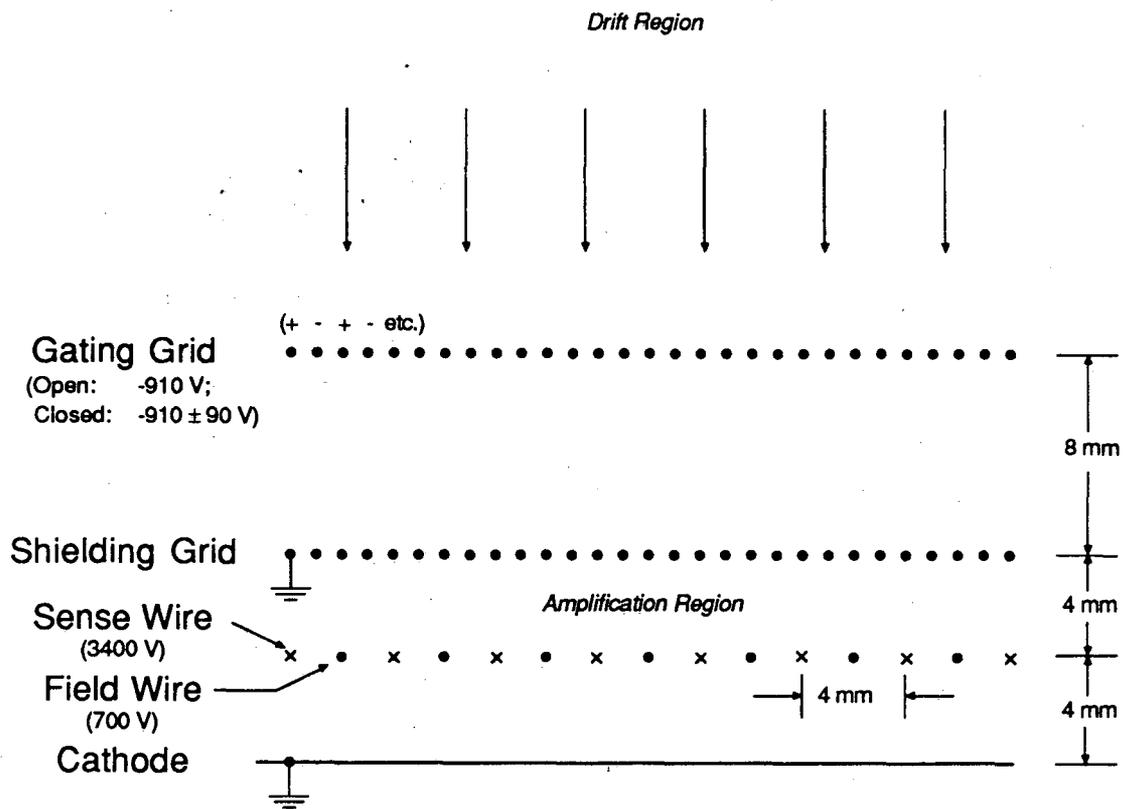 Drift Region
(+ - + - etc.)
Gating Grid
(Open: -910 V;
Closed: -910 ± 90 V)
8 mm
Shielding Grid
Amplification Region
4 mm
Sense Wire
(3400 V)
Field Wire
(700 V)
4 mm
4 mm
Cathode